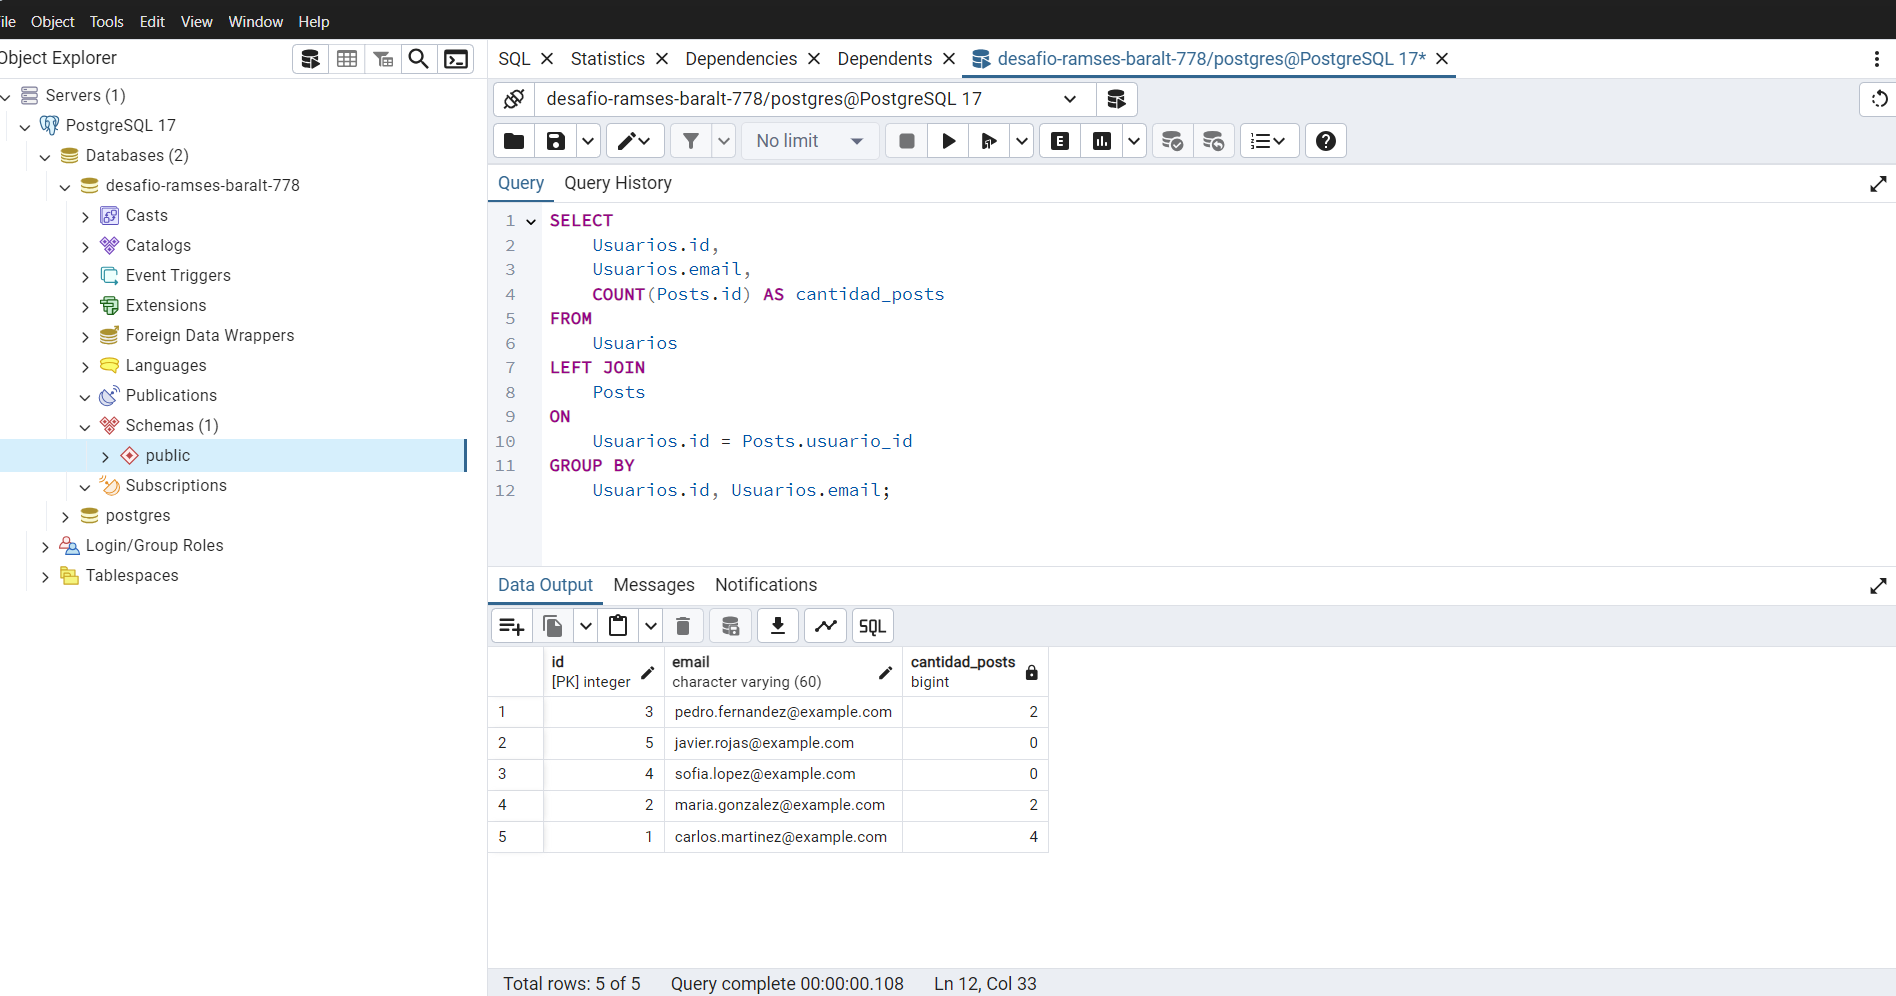 ile Object Tools Edit View Window Help
Object Explorer
SQL Statistics Dependencies Dependents desafio-ramses-baralt-778/postgres@PostgreSQL 17*
Servers (1)
PostgreSQL 17
Databases (2)
desafio-ramses-baralt-778
Casts
Catalogs
Event Triggers
Extensions
Foreign Data Wrappers
Languages
Publications
Schemas (1)
public
Subscriptions
postgres
Login/Group Roles
Tablespaces
desafio-ramses-baralt-778/postgres@PostgreSQL 17
No limit E
Query Query History
1 SELECT
2 Usuarios.id,
3 Usuarios.email,
4 COUNT(Posts.id) AS cantidad_posts
5 FROM
6 Usuarios
7 LEFT JOIN
8 Posts
9 ON
10 Usuarios.id = Posts.usuario_id
11 GROUP BY
12 Usuarios.id, Usuarios.email;
Data Output Messages Notifications
SQL
id email cantidad_posts
[PK] integer character varying (60) bigint
1 3 pedro.fernandez@example.com 2
2 5 javier.rojas@example.com 0
3 4 sofia.lopez@example.com 0
4 2 maria.gonzalez@example.com 2
5 1 carlos.martinez@example.com 4
Total rows: 5 of 5 Query complete 00:00:00.108 Ln 12, Col 33